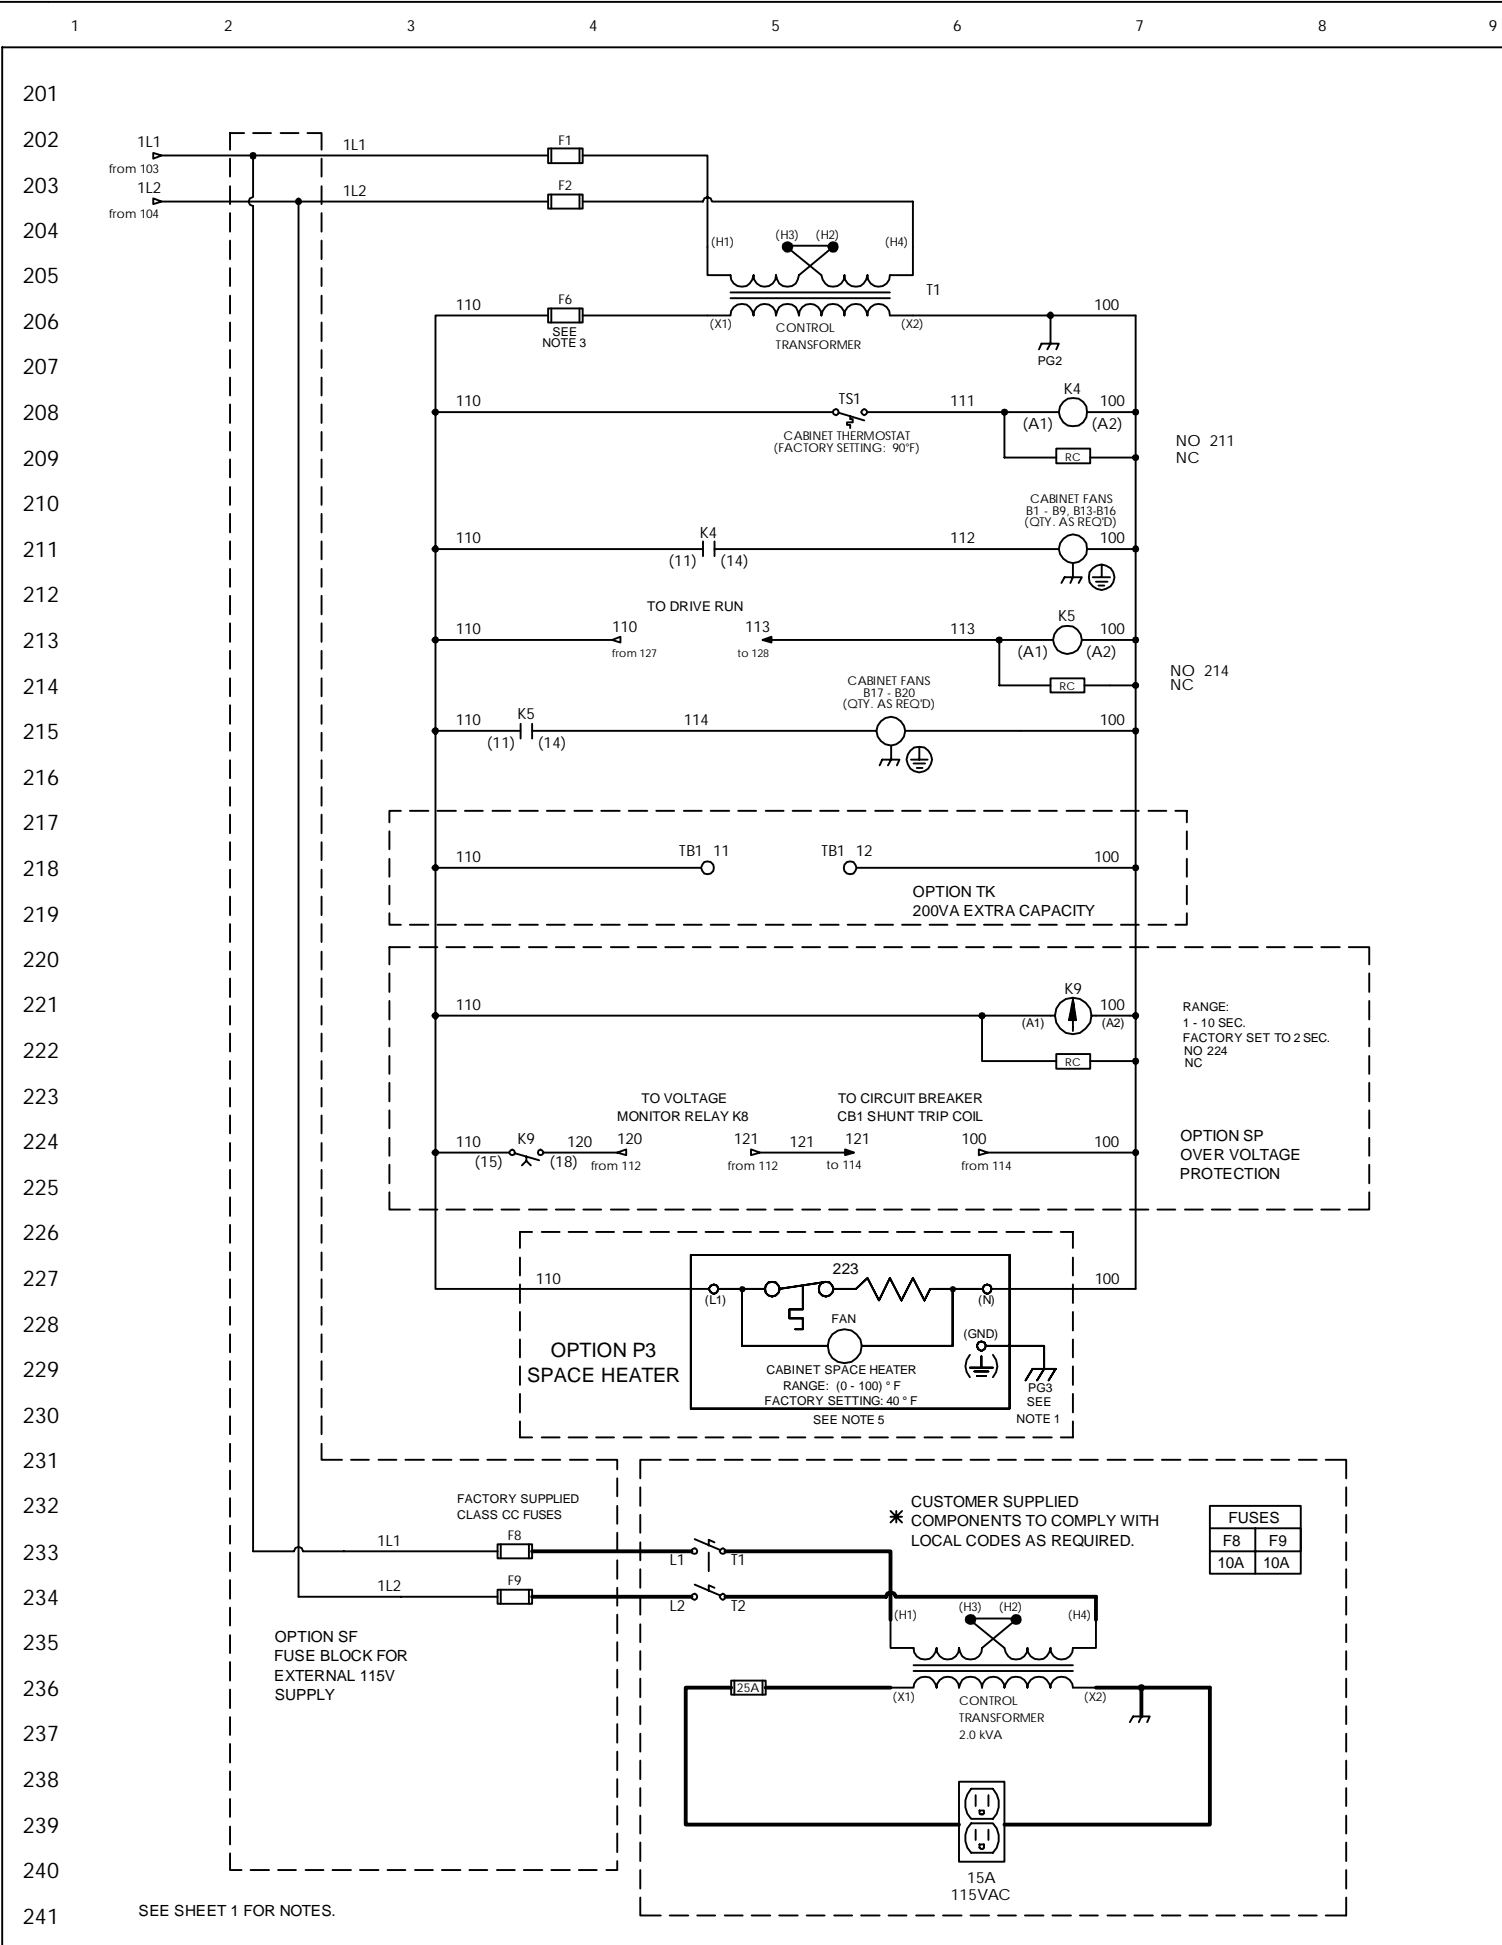 1 2 3 4 5 6 7 8 9
201
202
1L1
from 103
1L1
F1
203
1L2
from 104
1L2
F2
204
(H1) (H3) (H2) (H4)
205
T1
206
110
F6
SEE
NOTE 3
(X1)
CONTROL
TRANSFORMER
(X2)
100
PG2
207
208
110
TS1
CABINET THERMOSTAT
(FACTORY SETTING: 90°F)
111
K4
(A1) (A2)
100
209
RC
NO 211
NC
210
CABINET FANS
B1 - B9, B13-B16
(QTY. AS REQ'D)
211
110
K4
(11) (14)
112
100
212
TO DRIVE RUN
213
110
110
from 127
113
to 128
113
K5
(A1) (A2)
100
214
RC
NO 214
NC
CABINET FANS
B17 - B20
(QTY. AS REQ'D)
215
110
K5
(11) (14)
114
100
216
217
218
110
TB1 11
TB1 12
100
219
OPTION TK
200VA EXTRA CAPACITY
220
221
110
K9
(A1) (A2)
100
RANGE:
1 - 10 SEC.
FACTORY SET TO 2 SEC.
NO 224
NC
222
RC
223
TO VOLTAGE
MONITOR RELAY K8
TO CIRCUIT BREAKER
CB1 SHUNT TRIP COIL
224
110
K9
(15) (18)
120
120
from 112
121
from 112
121
121
to 114
100
from 114
100
OPTION SP
OVER VOLTAGE
PROTECTION
225
226
227
110
(L1)
223
(N)
100
228
FAN
(GND)
OPTION P3
SPACE HEATER
229
CABINET SPACE HEATER
RANGE: (0 - 100) ° F
FACTORY SETTING: 40 ° F
PG3
SEE
NOTE 1
230
SEE NOTE 5
231
232
FACTORY SUPPLIED
CLASS CC FUSES
CUSTOMER SUPPLIED
COMPONENTS TO COMPLY WITH
LOCAL CODES AS REQUIRED.
FUSES
F8 F9
10A 10A
233
1L1
F8
L1 T1
234
1L2
F9
L2 T2
(H1) (H3) (H2) (H4)
235
OPTION SF
FUSE BLOCK FOR
EXTERNAL 115V
SUPPLY
236
25A
(X1)
CONTROL
TRANSFORMER
2.0 kVA
(X2)
237
238
239
240
15A
115VAC
241
SEE SHEET 1 FOR NOTES.